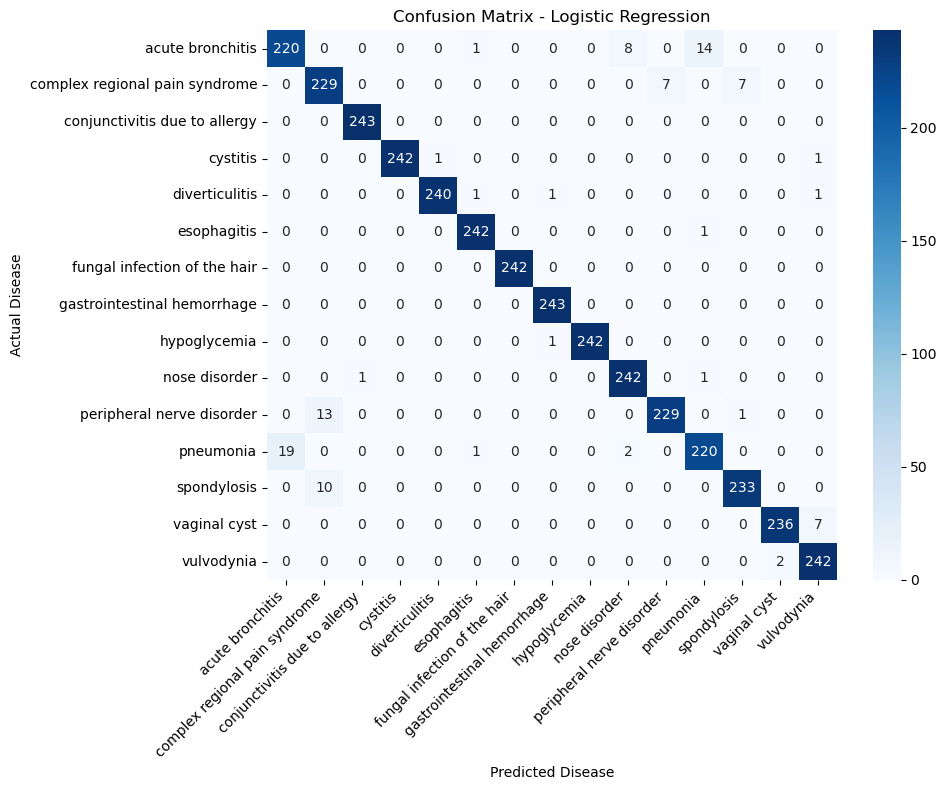 Confusion Matrix - Logistic Regression
acute bronchitis 220 0 0 0 0 1 0 0 0 8 0 14 0 0 0
complex regional pain syndrome 0 229 0 0 0 0 0 0 0 0 7 0 7 0 0
conjunctivitis due to allergy 0 0 243 0 0 0 0 0 0 0 0 0 0 0 0
cystitis 0 0 0 242 1 0 0 0 0 0 0 0 0 0 1
diverticulitis 0 0 0 0 240 1 0 1 0 0 0 0 0 0 1
esophagitis 0 0 0 0 0 242 0 0 0 0 0 1 0 0 0
fungal infection of the hair 0 0 0 0 0 0 242 0 0 0 0 0 0 0 0
gastrointestinal hemorrhage 0 0 0 0 0 0 0 243 0 0 0 0 0 0 0
hypoglycemia 0 0 0 0 0 0 0 1 242 0 0 0 0 0 0
nose disorder 0 0 1 0 0 0 0 0 0 242 0 1 0 0 0
peripheral nerve disorder 0 13 0 0 0 0 0 0 0 0 229 0 1 0 0
pneumonia 19 0 0 0 0 1 0 0 0 2 0 220 0 0 0
spondylosis 0 10 0 0 0 0 0 0 0 0 0 0 233 0 0
vaginal cyst 0 0 0 0 0 0 0 0 0 0 0 0 0 236 7
vulvodynia 0 0 0 0 0 0 0 0 0 0 0 0 0 2 242
Actual Disease
acute bronchitis
complex regional pain syndrome
conjunctivitis due to allergy
cystitis
diverticulitis
esophagitis
fungal infection of the hair
gastrointestinal hemorrhage
hypoglycemia
nose disorder
peripheral nerve disorder
pneumonia
spondylosis
vaginal cyst
vulvodynia
Predicted Disease
200
150
100
50
0